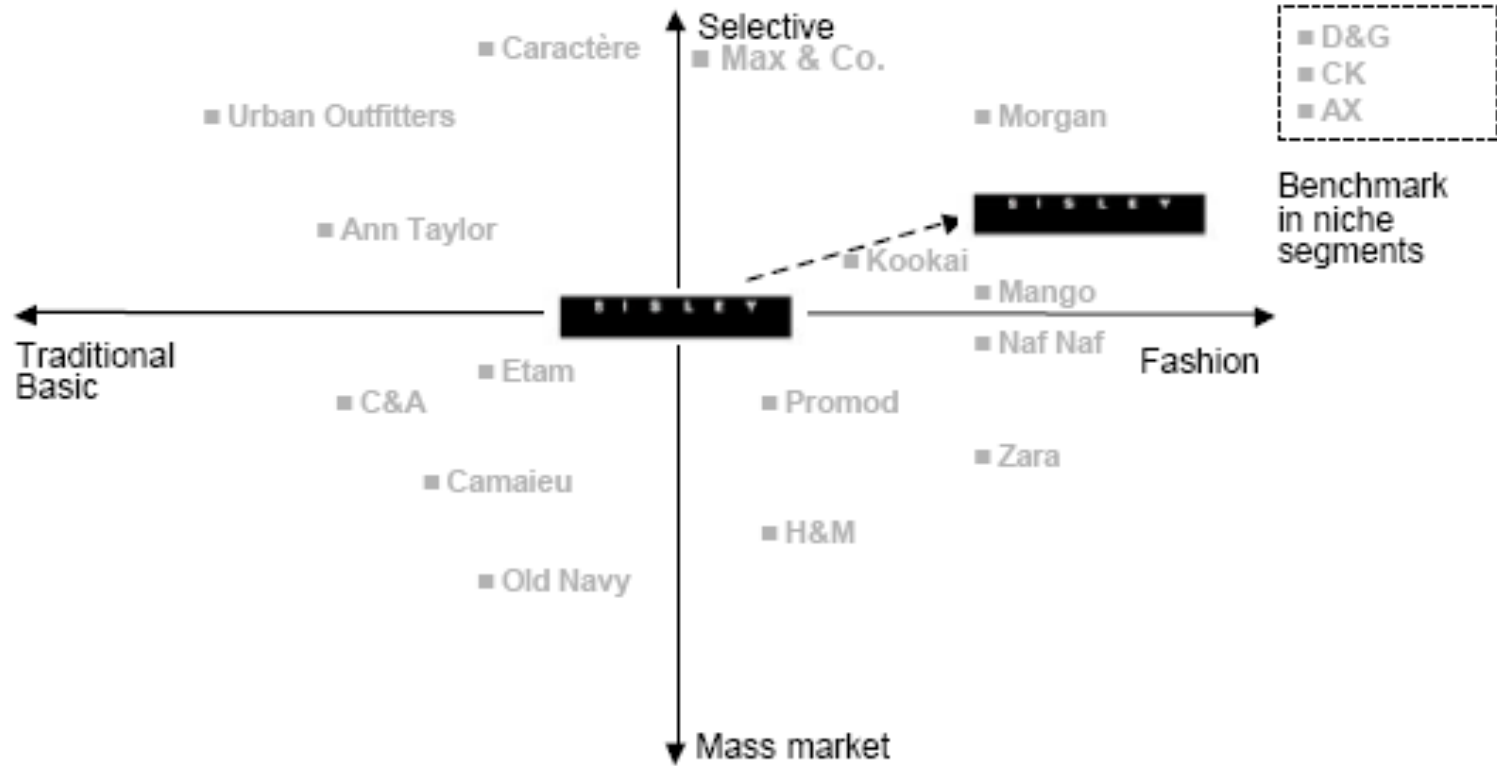 Selective
Caractère
Max & Co.
D&G
CK
AX
Urban Outfitters
Morgan
Benchmark
in niche
segments
SISLEY
Ann Taylor
Kookai
Mango
SISLEY
Naf Naf
Traditional
Basic
Fashion
Etam
C&A
Promod
Zara
Camaieu
H&M
Old Navy
Mass market